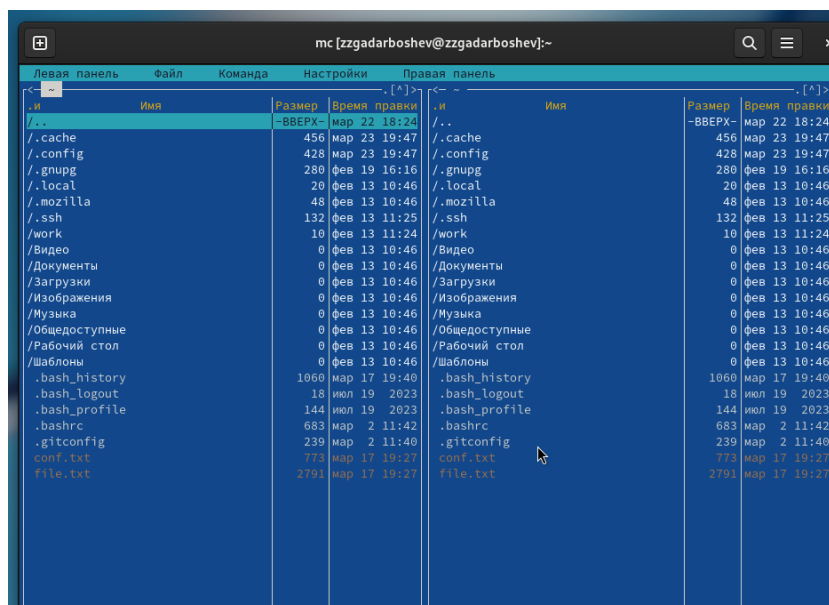 mc [zzgadarboshev@zzgadarboshev]:~
Левая панель Файл Команда Настройки Правая панель
<─ ~ ─.[^]>┐┌<─ ~ ─.[^]>
.и Имя Размер Время правки .и Имя Размер Время правки
/.. -ВВЕРХ- мар 22 18:24 /.. -ВВЕРХ- мар 22 18:24
/.cache 456 мар 23 19:47 /.cache 456 мар 23 19:47
/.config 428 мар 23 19:47 /.config 428 мар 23 19:47
/.gnupg 280 фев 19 16:16 /.gnupg 280 фев 19 16:16
/.local 20 фев 13 10:46 /.local 20 фев 13 10:46
/.mozilla 48 фев 13 10:46 /.mozilla 48 фев 13 10:46
/.ssh 132 фев 13 11:25 /.ssh 132 фев 13 11:25
/work 10 фев 13 11:24 /work 10 фев 13 11:24
/Видео 0 фев 13 10:46 /Видео 0 фев 13 10:46
/Документы 0 фев 13 10:46 /Документы 0 фев 13 10:46
/Загрузки 0 фев 13 10:46 /Загрузки 0 фев 13 10:46
/Изображения 0 фев 13 10:46 /Изображения 0 фев 13 10:46
/Музыка 0 фев 13 10:46 /Музыка 0 фев 13 10:46
/Общедоступные 0 фев 13 10:46 /Общедоступные 0 фев 13 10:46
/Рабочий стол 0 фев 13 10:46 /Рабочий стол 0 фев 13 10:46
/Шаблоны 0 фев 13 10:46 /Шаблоны 0 фев 13 10:46
.bash_history 1060 мар 17 19:40 .bash_history 1060 мар 17 19:40
.bash_logout 18 июл 19 2023 .bash_logout 18 июл 19 2023
.bash_profile 144 июл 19 2023 .bash_profile 144 июл 19 2023
.bashrc 683 мар 2 11:42 .bashrc 683 мар 2 11:42
.gitconfig 239 мар 2 11:40 .gitconfig 239 мар 2 11:40
conf.txt 773 мар 17 19:27 conf.txt 773 мар 17 19:27
file.txt 2791 мар 17 19:27 file.txt 2791 мар 17 19:27